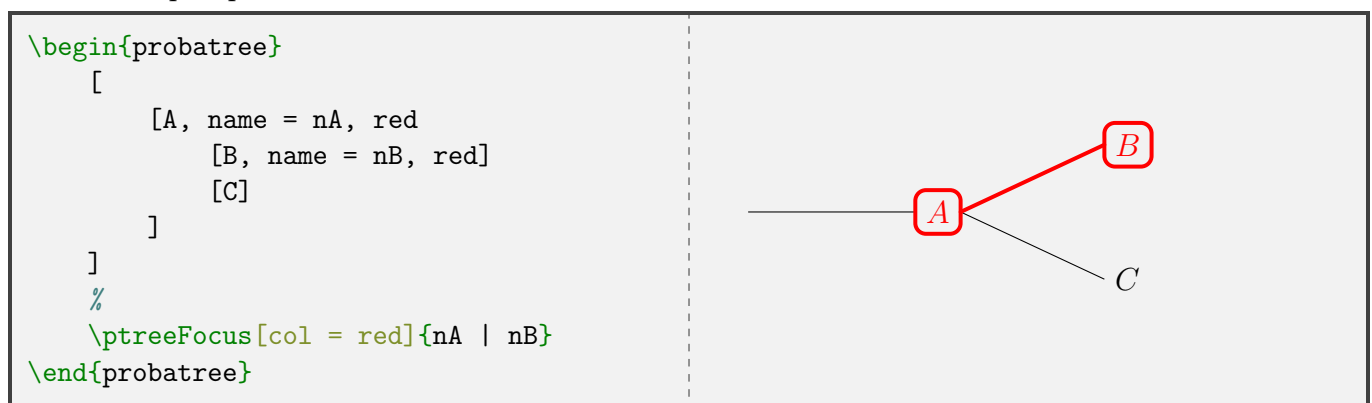 \begin{probatree}
    [
        [A, name = nA, red
            [B, name = nB, red]
            [C]
        ]
    ]
    %
    \ptreeFocus[col = red]{nA | nB}
\end{probatree}
B
A
C